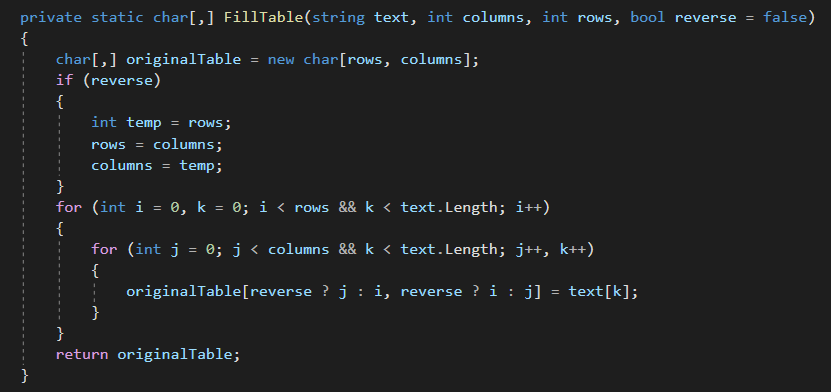 private static char[,] FillTable(string text, int columns, int rows, bool reverse = false)
{
    char[,] originalTable = new char[rows, columns];
    if (reverse)
    {
        int temp = rows;
        rows = columns;
        columns = temp;
    }
    for (int i = 0, k = 0; i < rows && k < text.Length; i++)
    {
        for (int j = 0; j < columns && k < text.Length; j++, k++)
        {
            originalTable[reverse ? j : i, reverse ? i : j] = text[k];
        }
    }
    return originalTable;
}